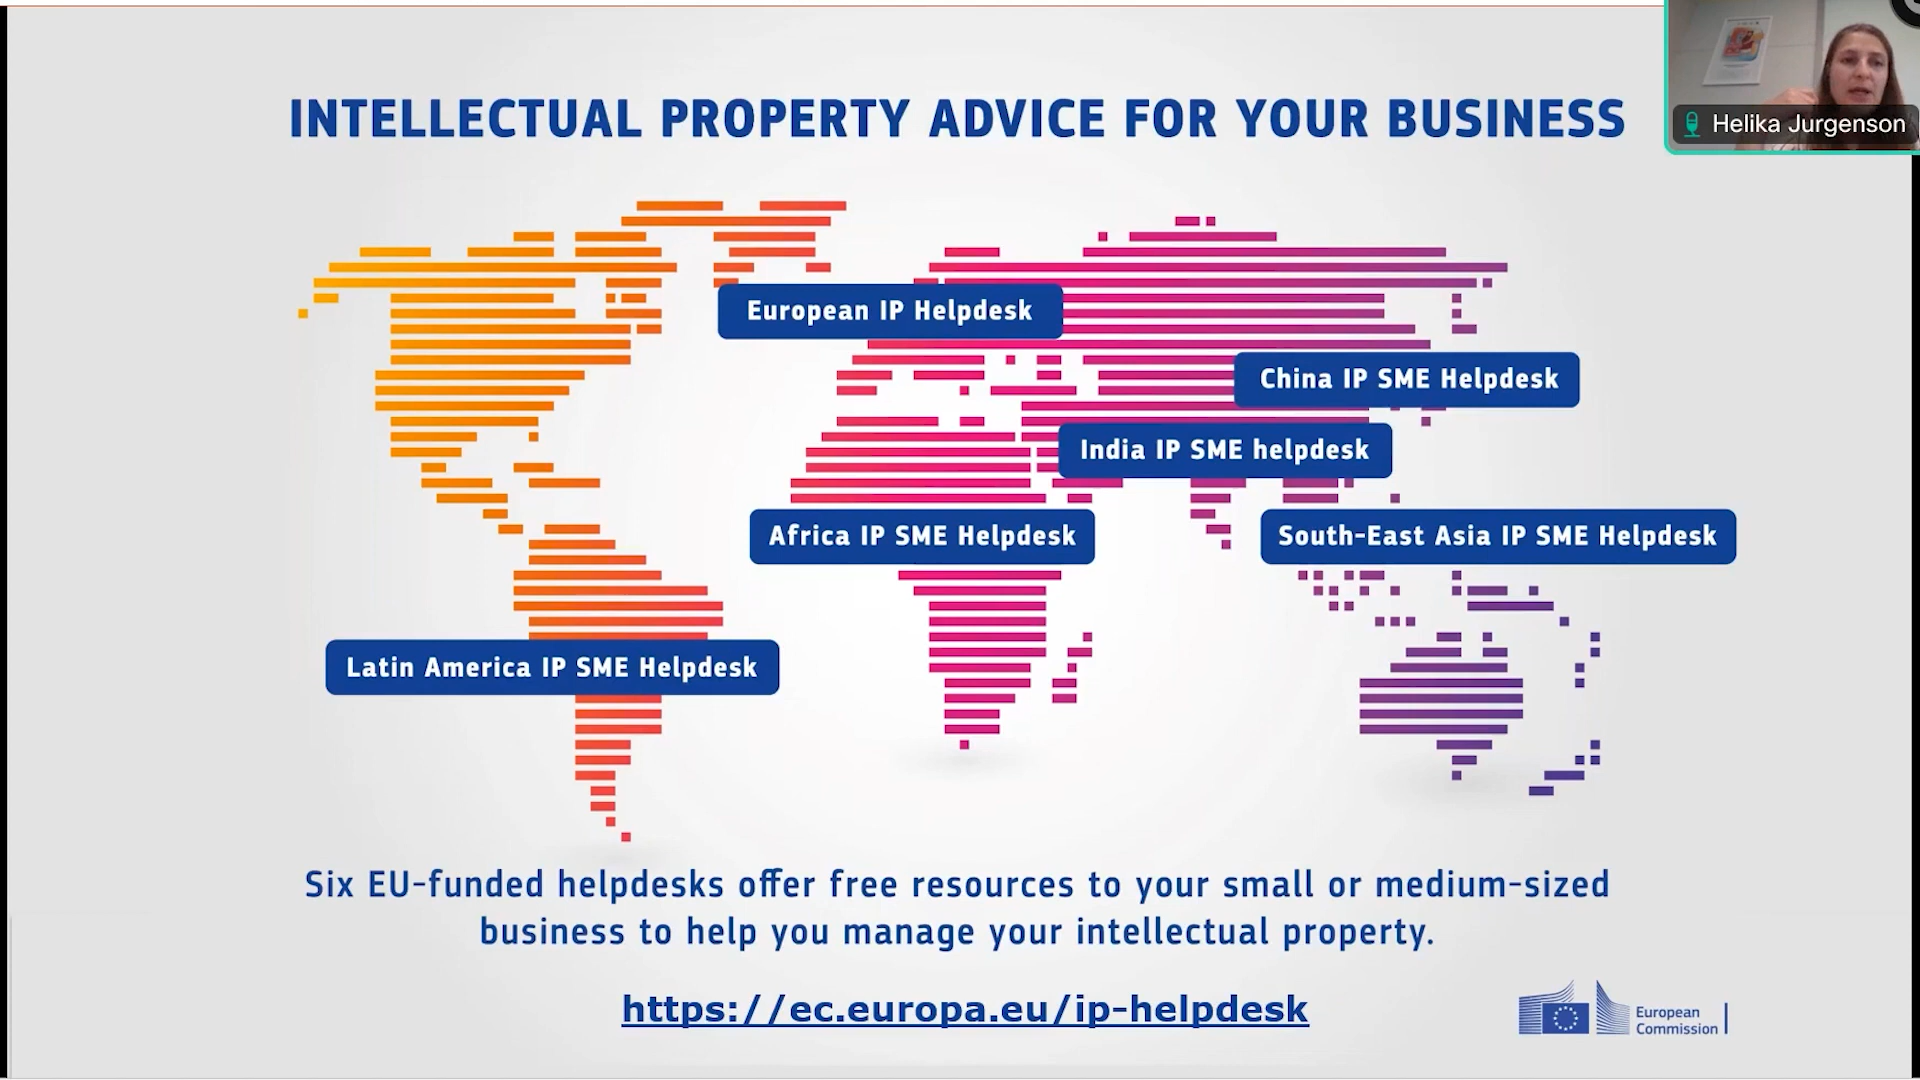 INTELLECTUAL PROPERTY ADVICE FOR YOUR BUSINESS
Helika Jurgenson
European IP Helpdesk
China IP SME Helpdesk
India IP SME helpdesk
Africa IP SME Helpdesk
South-East Asia IP SME Helpdesk
Latin America IP SME Helpdesk
Six EU-funded helpdesks offer free resources to your small or medium-sized
business to help you manage your intellectual property.
https://ec.europa.eu/ip-helpdesk
European
Commission